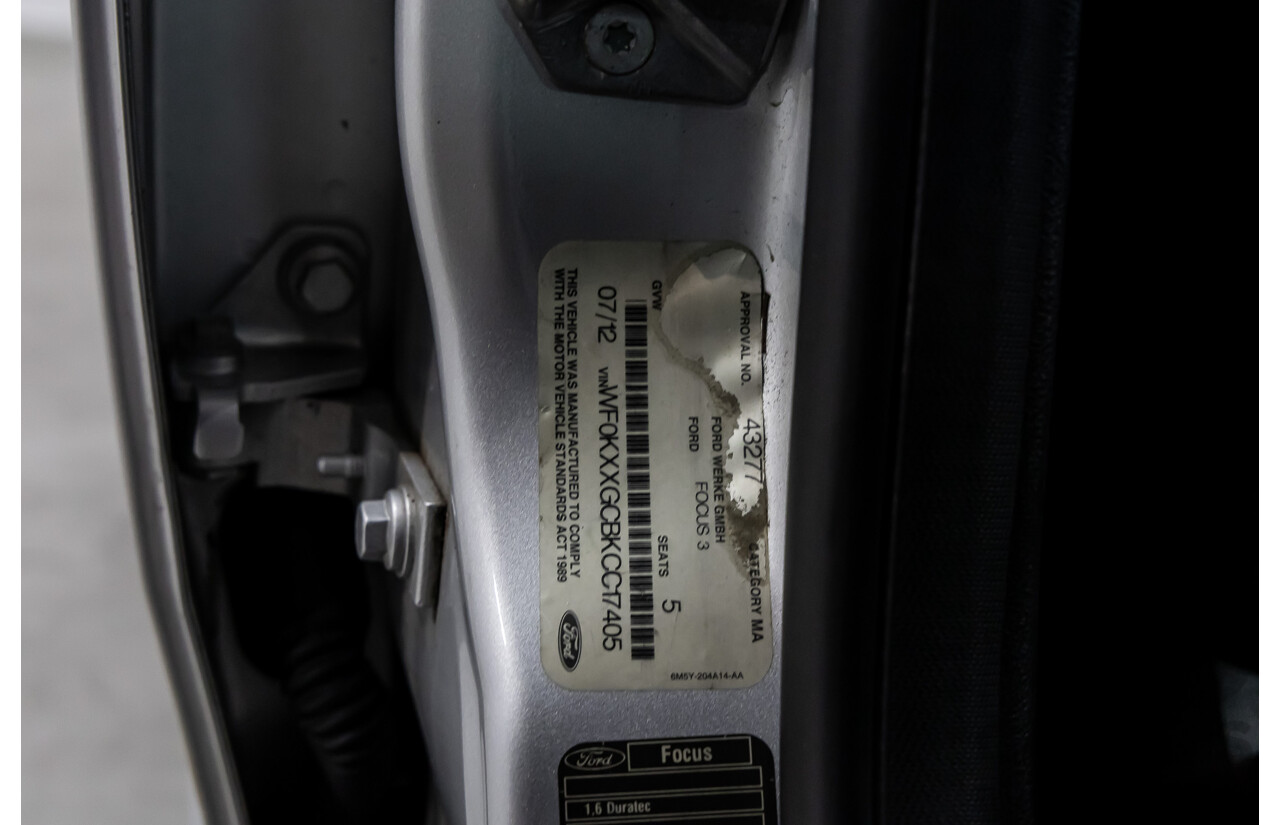 APPROVAL NO. 43277 CATEGORY MA
FORD WERKE GMBH
FORD FOCUS 3
GVW SEATS 5
07/12 VIN WF0KXXGCBKCC17405
THIS VEHICLE WAS MANUFACTURED TO COMPLY
WITH THE MOTOR VEHICLE STANDARDS ACT 1989
Ford
6M5Y-204A14-AA
Ford Focus
1,6 Duratec